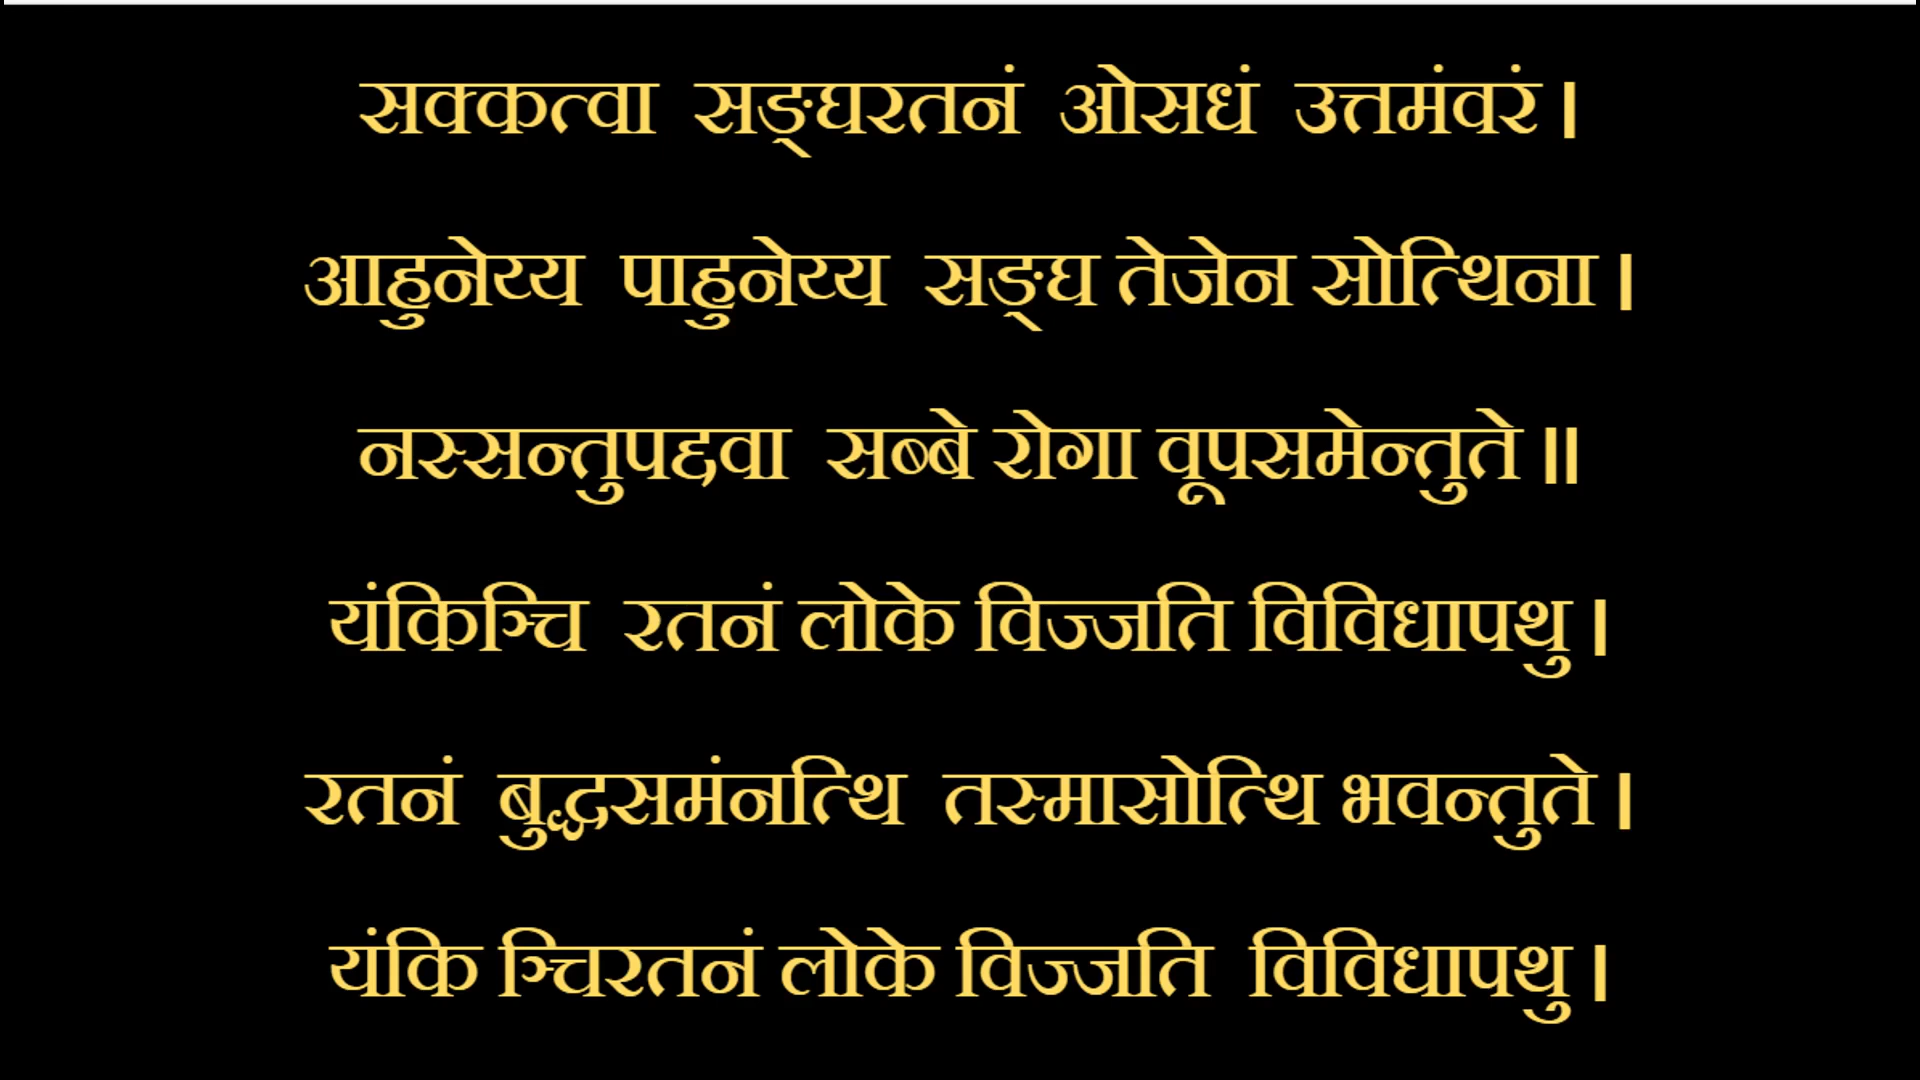 सक्कत्वा सङ्घरतनं ओसधं उत्तमंवरं ।
आहुनेय्य पाहुनेय्य सङ्घ तेजेन सोत्थिना ।
नस्सन्तुपद्दवा सब्बे रोगा वूपसमेन्तुते ॥
यंकिञ्चि रतनं लोके विज्जति विविधापथु ।
रतनं बुद्धसमंनत्थि तस्मासोत्थि भवन्तुते ।
यंकि ञ्चिरतनं लोके विज्जति विविधापथु ।